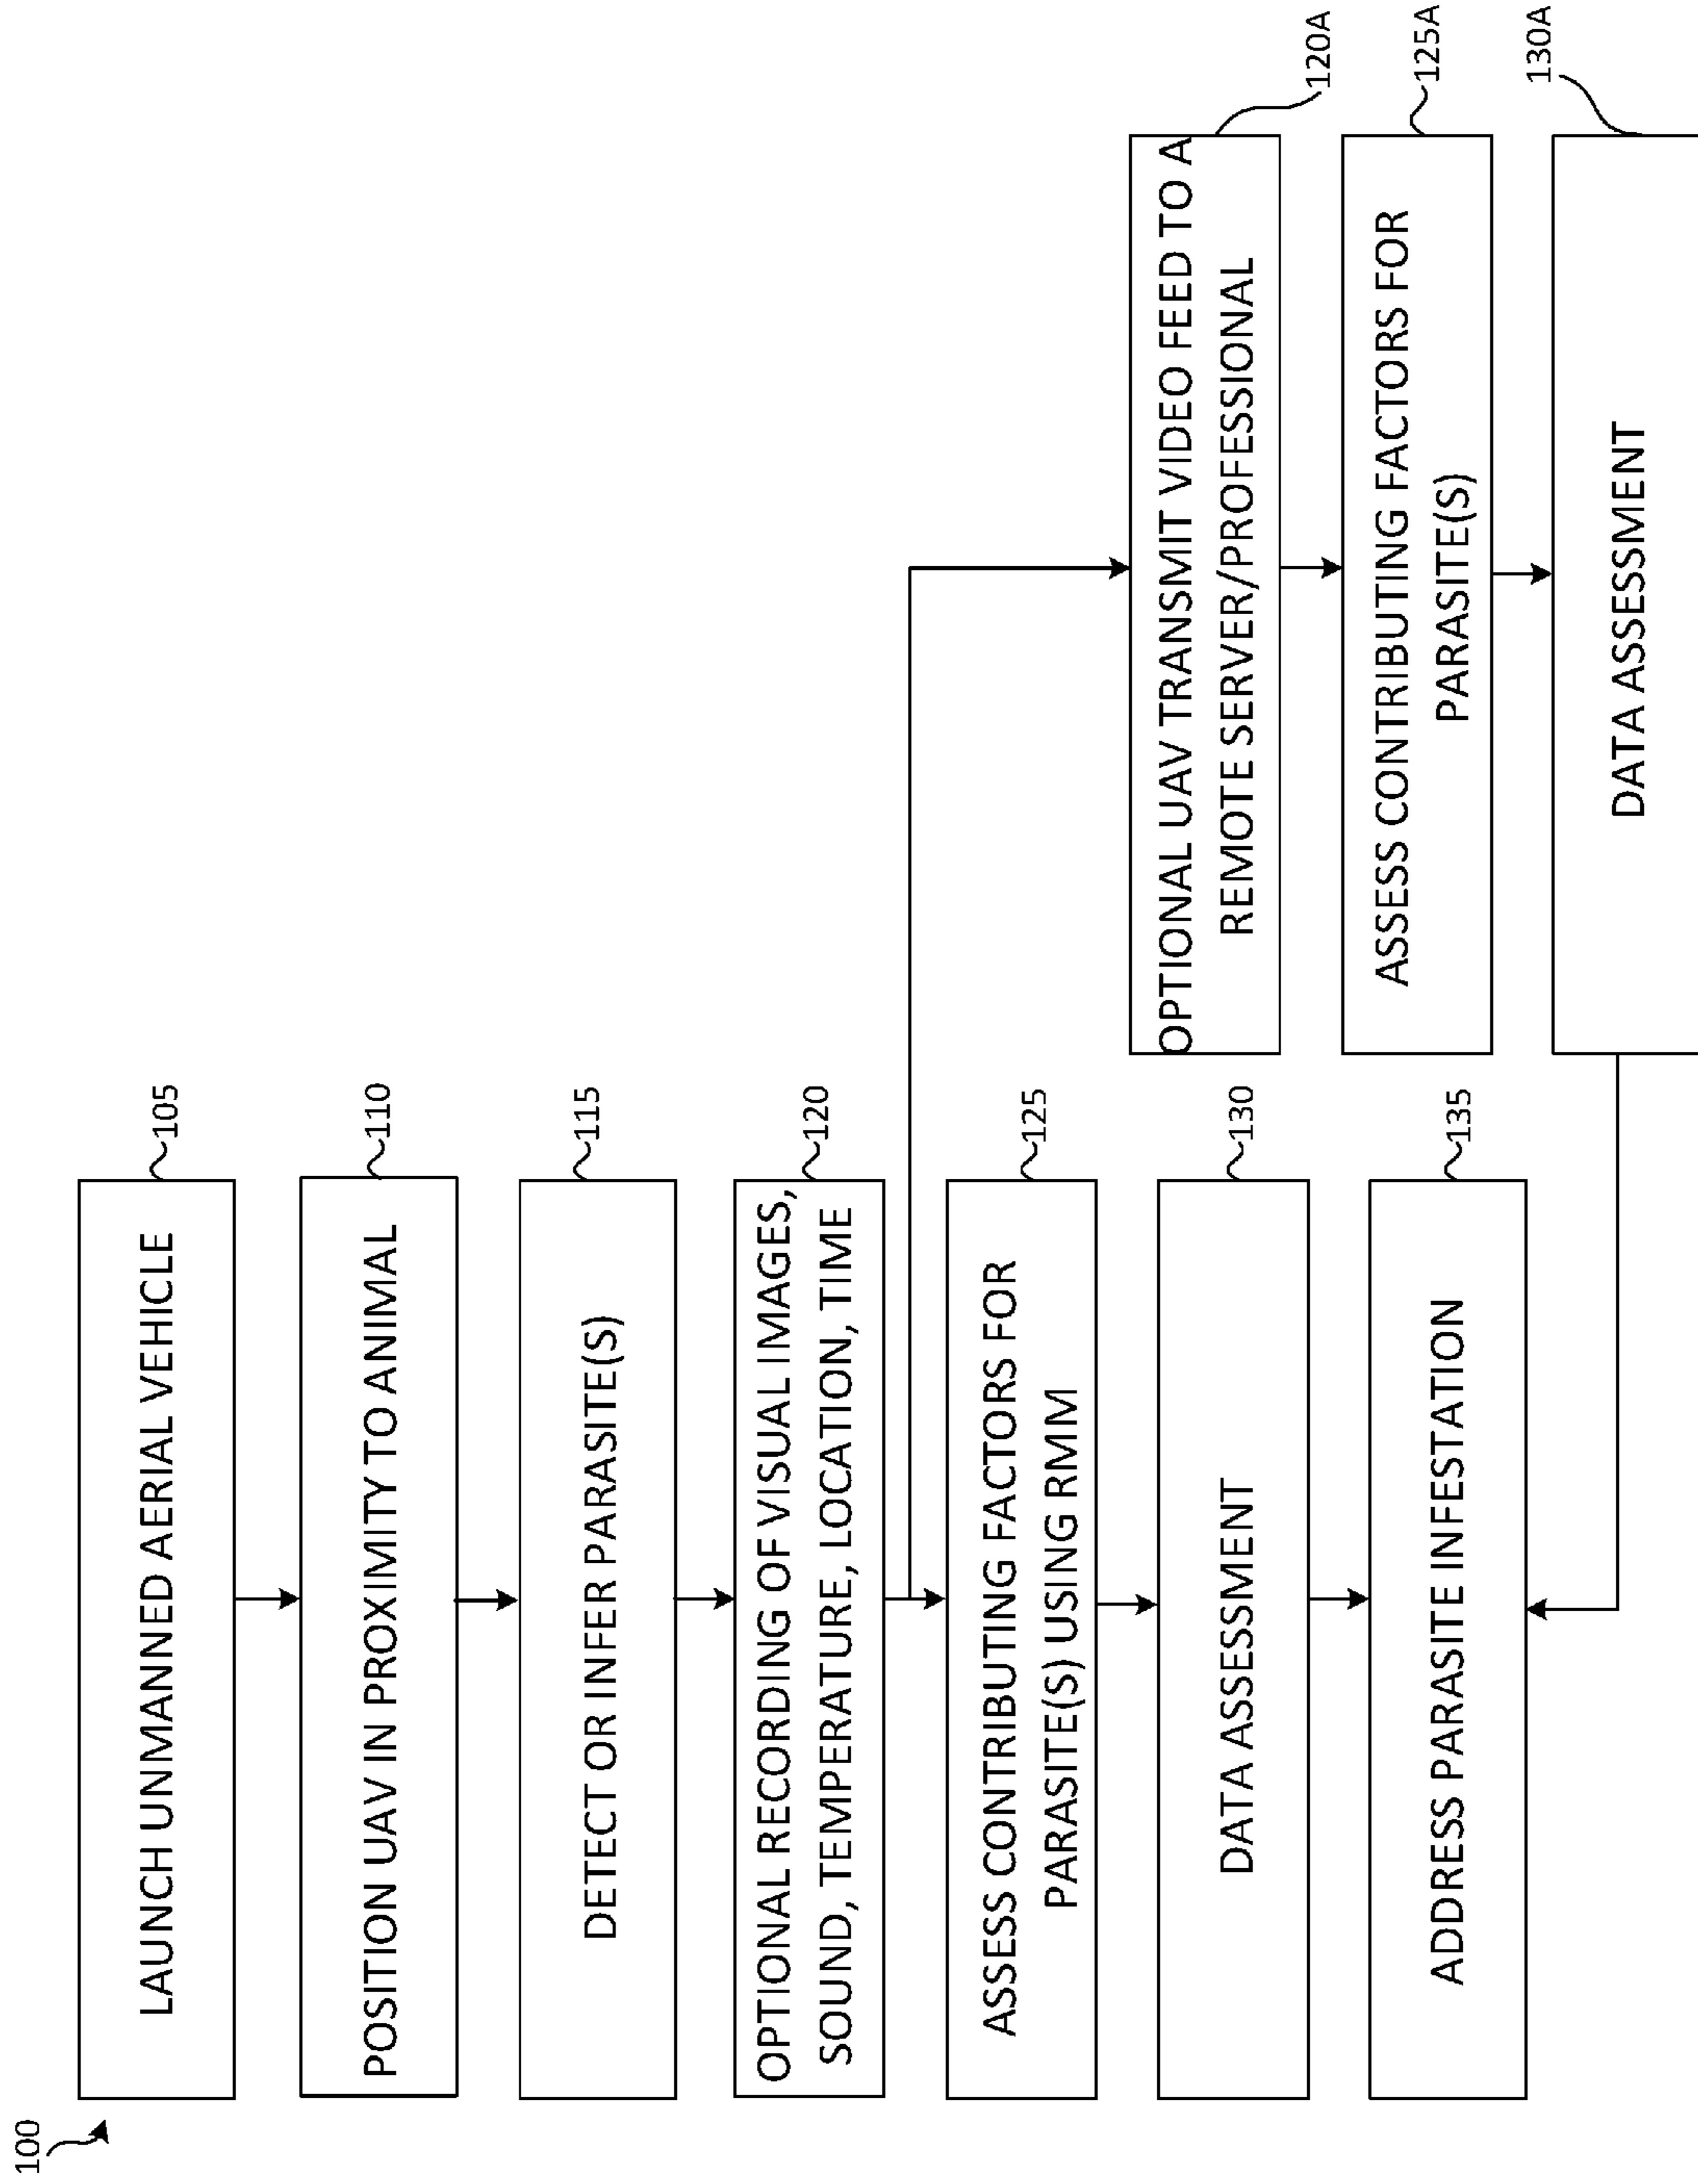 100
LAUNCH UNMANNED AERIAL VEHICLE
105
POSITION UAV IN PROXIMITY TO ANIMAL
110
DETECT OR INFER PARASITE(S)
115
OPTIONAL RECORDING OF VISUAL IMAGES,
SOUND, TEMPERATURE, LOCATION, TIME
120
ASSESS CONTRIBUTING FACTORS FOR
PARASITE(S) USING RMM
125
DATA ASSESSMENT
130
ADDRESS PARASITE INFESTATION
135
OPTIONAL UAV TRANSMIT VIDEO FEED TO A
REMOTE SERVER/PROFESSIONAL
120A
ASSESS CONTRIBUTING FACTORS FOR
PARASITE(S)
125A
DATA ASSESSMENT
130A